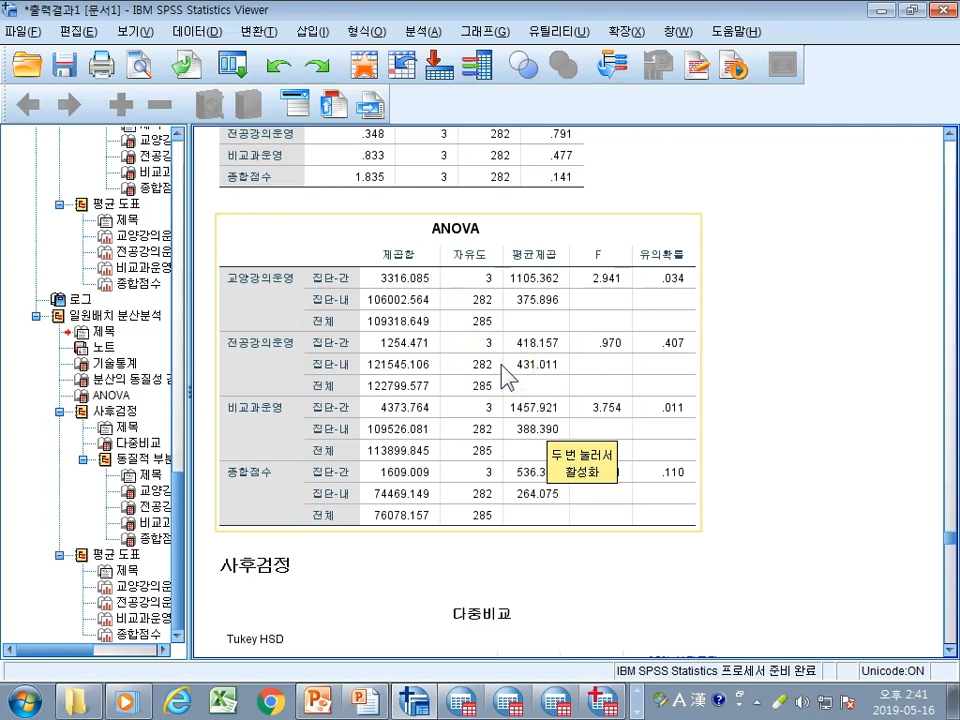 *출력결과1 [문서1] - IBM SPSS Statistics Viewer
파일(F) 편집(E) 보기(V) 데이터(D) 변환(T) 삽입(I) 형식(O) 분석(A) 그래프(G) 유틸리티(U) 확장(X) 창(W) 도움말(H)
교양강
전공강
비교과
종합점
평균 도표
제목
교양강의운
전공강의운
비교과운영
종합점수
로그
일원배치 분산분석
제목
노트
기술통계
분산의 동질성 검
ANOVA
사후검정
제목
다중비교
동질적 부분
제목
교양강
전공강
비교과
종합점
평균 도표
제목
교양강의운
전공강의운
비교과운영
종합점수
전공강의운영 .348 3 282 .791
비교과운영 .833 3 282 .477
종합점수 1.835 3 282 .141
ANOVA
제곱합 자유도 평균제곱 F 유의확률
교양강의운영 집단-간 3316.085 3 1105.362 2.941 .034
집단-내 106002.564 282 375.896
전체 109318.649 285
전공강의운영 집단-간 1254.471 3 418.157 .970 .407
집단-내 121545.106 282 431.011
전체 122799.577 285
비교과운영 집단-간 4373.764 3 1457.921 3.754 .011
집단-내 109526.081 282 388.390
전체 113899.845 285
종합점수 집단-간 1609.009 3 536.3 .110
집단-내 74469.149 282 264.075
전체 76078.157 285
두 번 눌러서
활성화
사후검정
다중비교
Tukey HSD
IBM SPSS Statistics 프로세서 준비 완료 Unicode:ON
A 漢
오후 2:41
2019-05-16